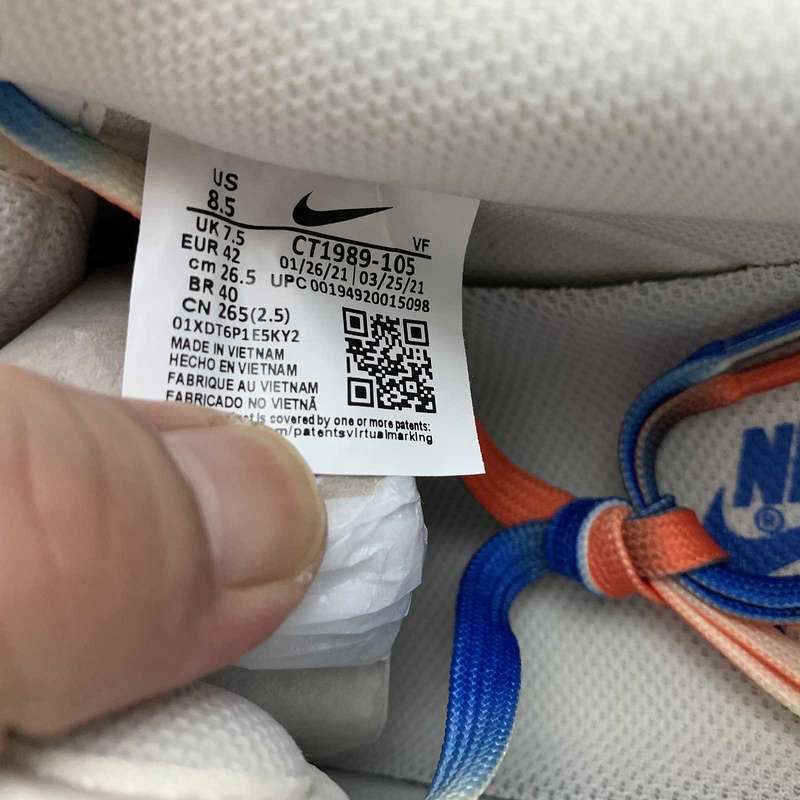 US
8.5
UK 7.5
EUR 42
cm 26.5
BR 40
CN 265(2.5)
01XDT6P1E5KY2
MADE IN VIETNAM
HECHO EN VIETNAM
FABRIQUE AU VIETNAM
FABRICADO NO VIETNÃ
VF
CT1989-105
01/26/21 | 03/25/21
UPC 00194920015098
is covered by one or more patents:
m/patentsvirtualmarking
®